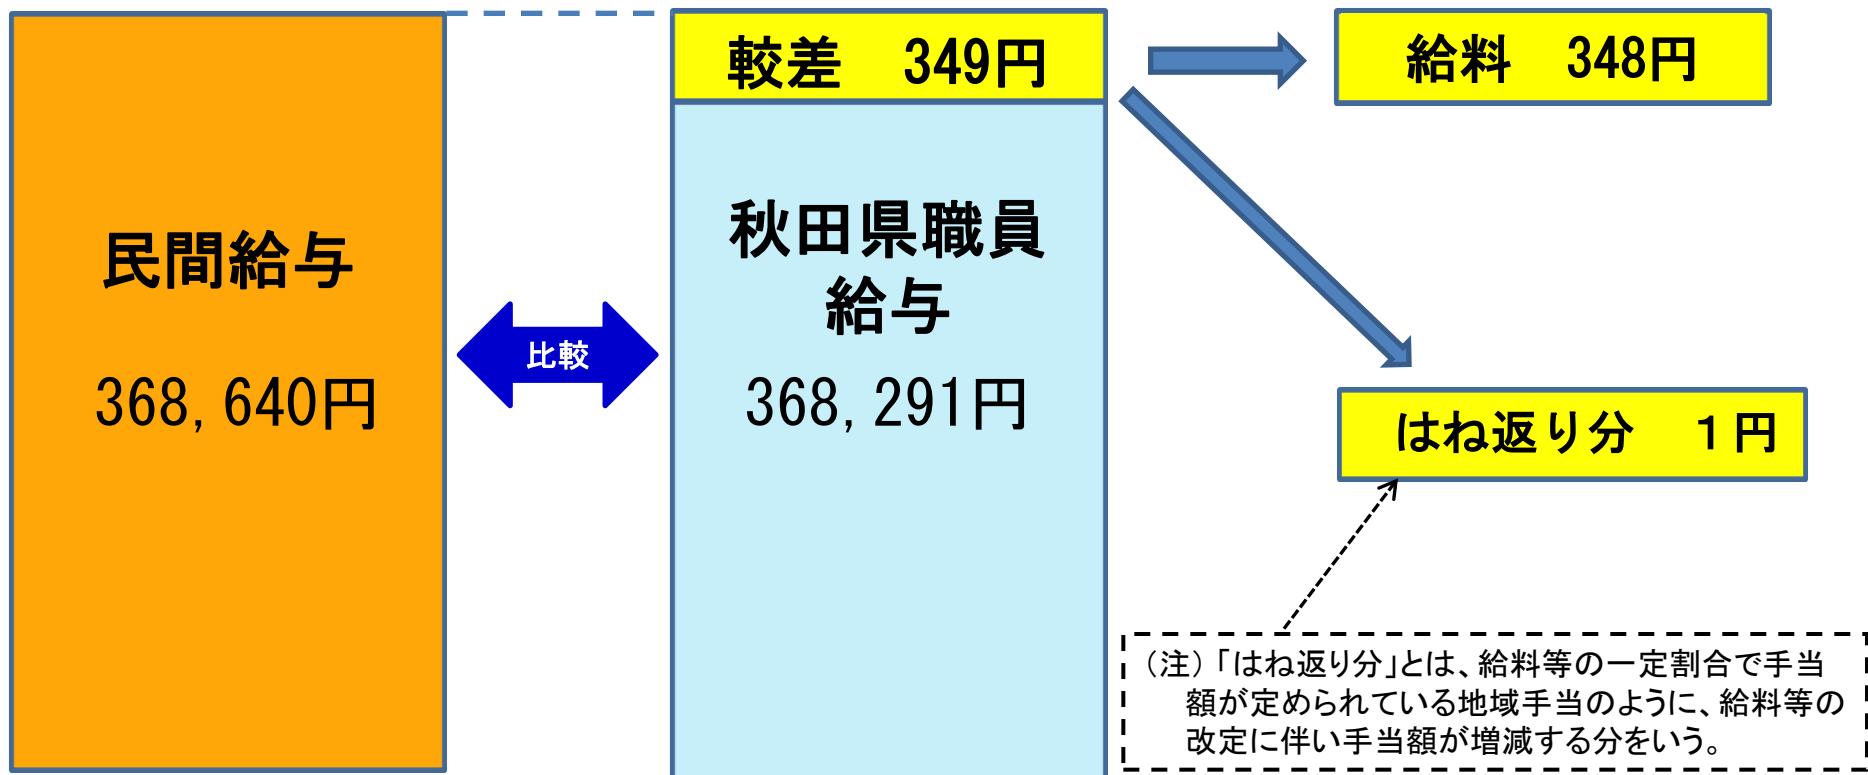 民間給与
368,640円
比較
較差　349円
秋田県職員
給与
368,291円
給料　348円
はね返り分　１円
（注）「はね返り分」とは、給料等の一定割合で手当
額が定められている地域手当のように、給料等の
改定に伴い手当額が増減する分をいう。